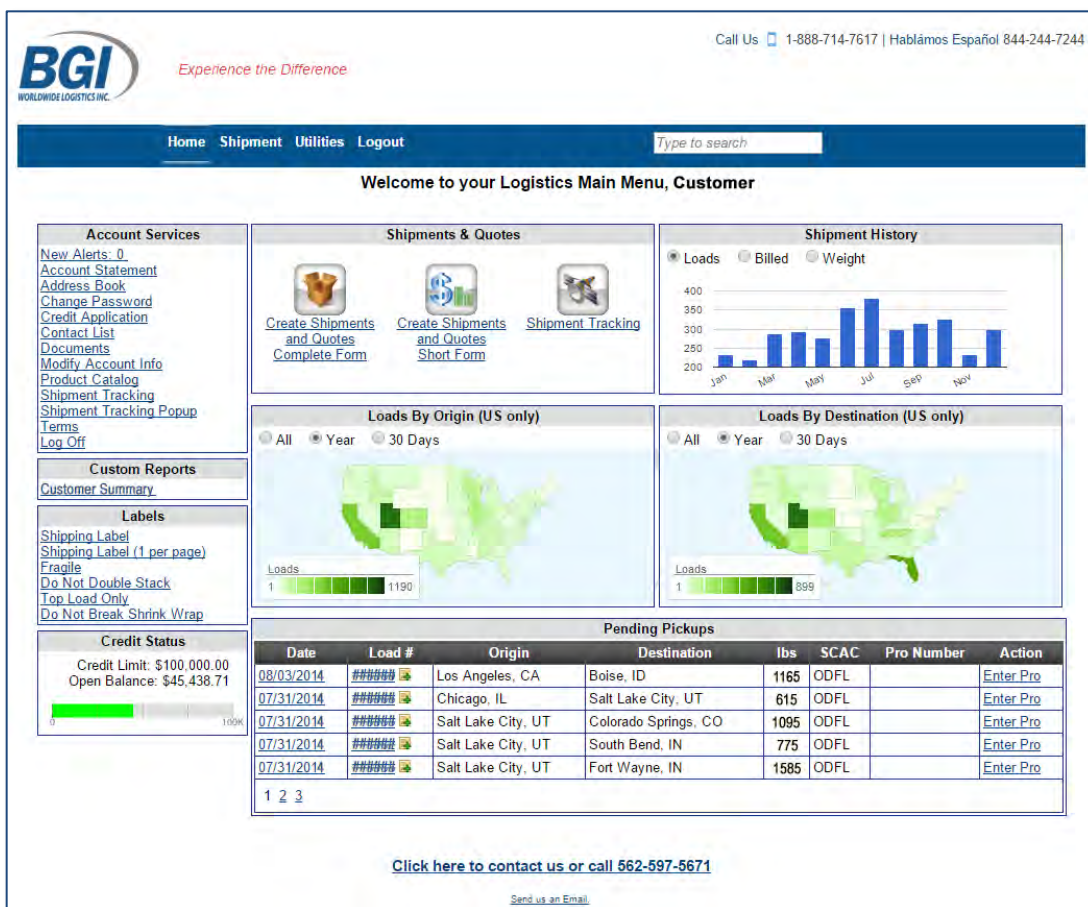 BGI
WORLDWIDE LOGISTICS INC.
Experience the Difference
Call Us 1-888-714-7617 | Hablámos Español 844-244-7244
Home Shipment Utilities Logout
Type to search
Welcome to your Logistics Main Menu, Customer
Account Services
New Alerts: 0
Account Statement
Address Book
Change Password
Credit Application
Contact List
Documents
Modify Account Info
Product Catalog
Shipment Tracking
Shipment Tracking Popup
Terms
Log Off
Custom Reports
Customer Summary
Labels
Shipping Label
Shipping Label (1 per page)
Fragile
Do Not Double Stack
Top Load Only
Do Not Break Shrink Wrap
Credit Status
Credit Limit: $100,000.00
Open Balance: $45,438.71
0 100K
Shipments & Quotes
Create Shipments
and Quotes
Complete Form
Create Shipments
and Quotes
Short Form
Shipment Tracking
Shipment History
Loads Billed Weight
400
350
300
250
200
Jan Mar May Jul Sep Nov
Loads By Origin (US only)
All Year 30 Days
Loads
1 1190
Loads By Destination (US only)
All Year 30 Days
Loads
1 899
Pending Pickups
Date Load # Origin Destination lbs SCAC Pro Number Action
08/03/2014 ###### Los Angeles, CA Boise, ID 1165 ODFL Enter Pro
07/31/2014 ###### Chicago, IL Salt Lake City, UT 615 ODFL Enter Pro
07/31/2014 ###### Salt Lake City, UT Colorado Springs, CO 1095 ODFL Enter Pro
07/31/2014 ###### Salt Lake City, UT South Bend, IN 775 ODFL Enter Pro
07/31/2014 ###### Salt Lake City, UT Fort Wayne, IN 1585 ODFL Enter Pro
1 2 3
Click here to contact us or call 562-597-5671
Send us an Email.